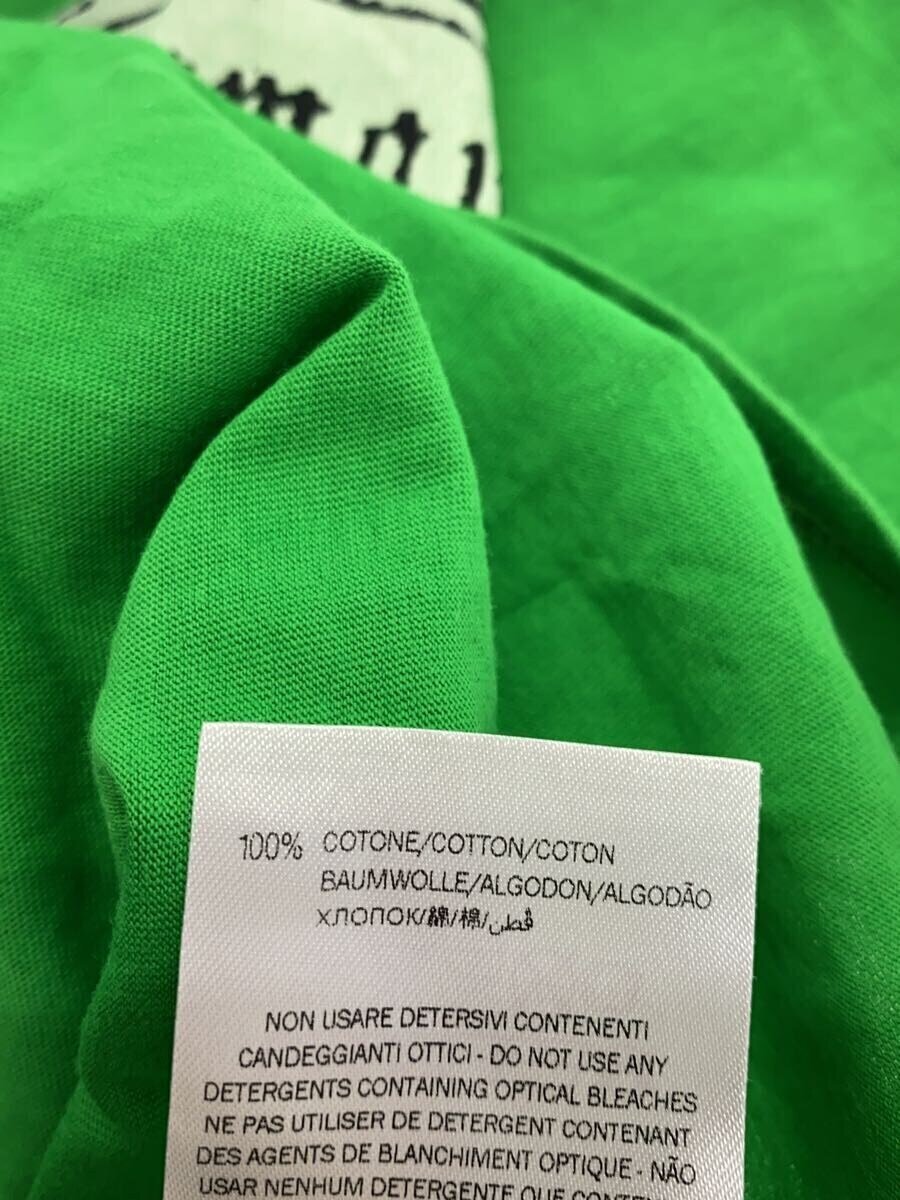 100% COTONE/COTTON/COTON
BAUMWOLLE/ALGODON/ALGODÃO
ХЛОПОК/綿/棉/قطن
NON USARE DETERSIVI CONTENENTI
CANDEGGIANTI OTTICI - DO NOT USE ANY
DETERGENTS CONTAINING OPTICAL BLEACHES
NE PAS UTILISER DE DETERGENT CONTENANT
DES AGENTS DE BLANCHIMENT OPTIQUE - NÃO
USAR NENHUM DETERGENTE QUE